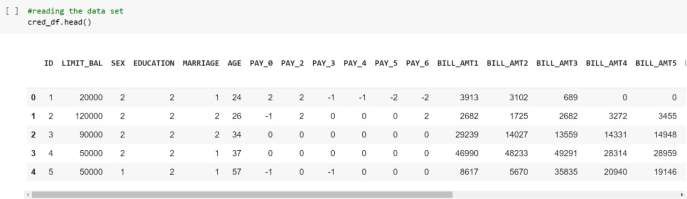 [ ] #reading the data set
cred_df.head()
ID LIMIT_BAL SEX EDUCATION MARRIAGE AGE PAY_0 PAY_2 PAY_3 PAY_4 PAY_5 PAY_6 BILL_AMT1 BILL_AMT2 BILL_AMT3 BILL_AMT4 BILL_AMT5
0 1 20000 2 2 1 24 2 2 -1 -1 -2 -2 3913 3102 689 0 0
1 2 120000 2 2 2 26 -1 2 0 0 0 2 2682 1725 2682 3272 3455
2 3 90000 2 2 2 34 0 0 0 0 0 0 29239 14027 13559 14331 14948
3 4 50000 2 2 1 37 0 0 0 0 0 0 46990 48233 49291 28314 28959
4 5 50000 1 2 1 57 -1 0 -1 0 0 0 8617 5670 35835 20940 19146